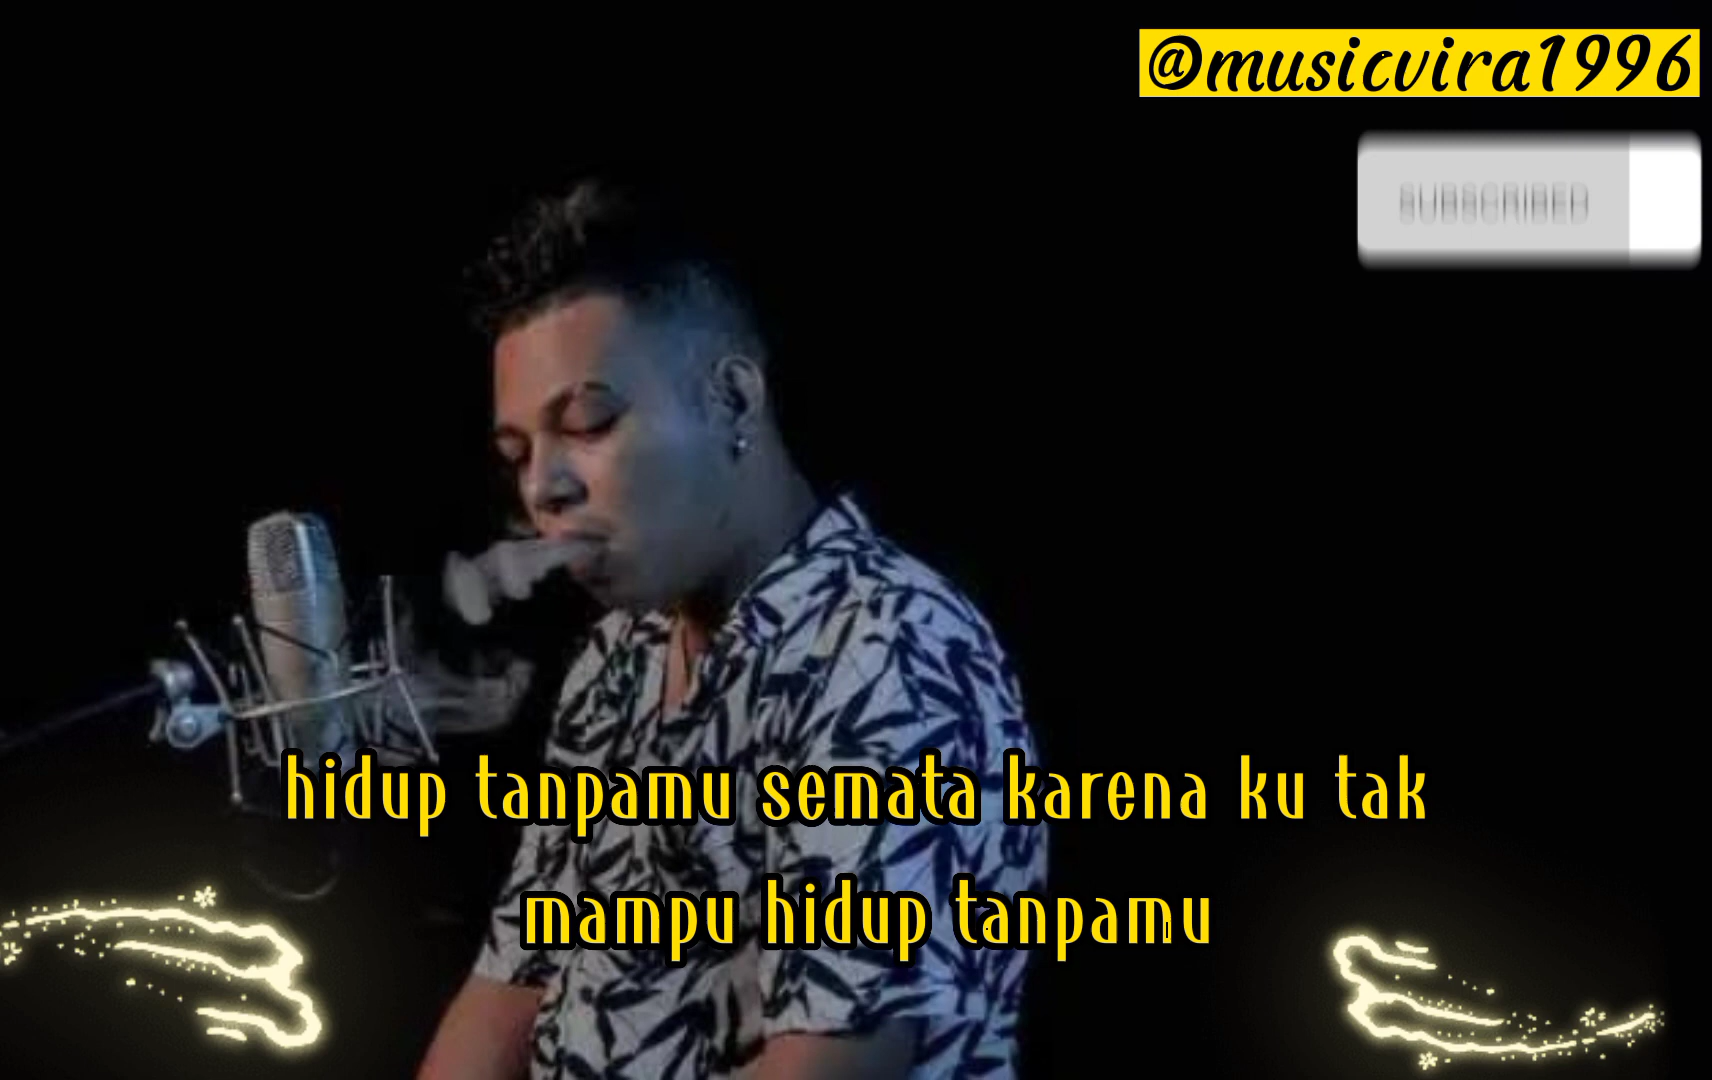 @musicvira1996
SUBSCRIBED
hidup tanpamu semata karena ku tak
mampu hidup tanpamu